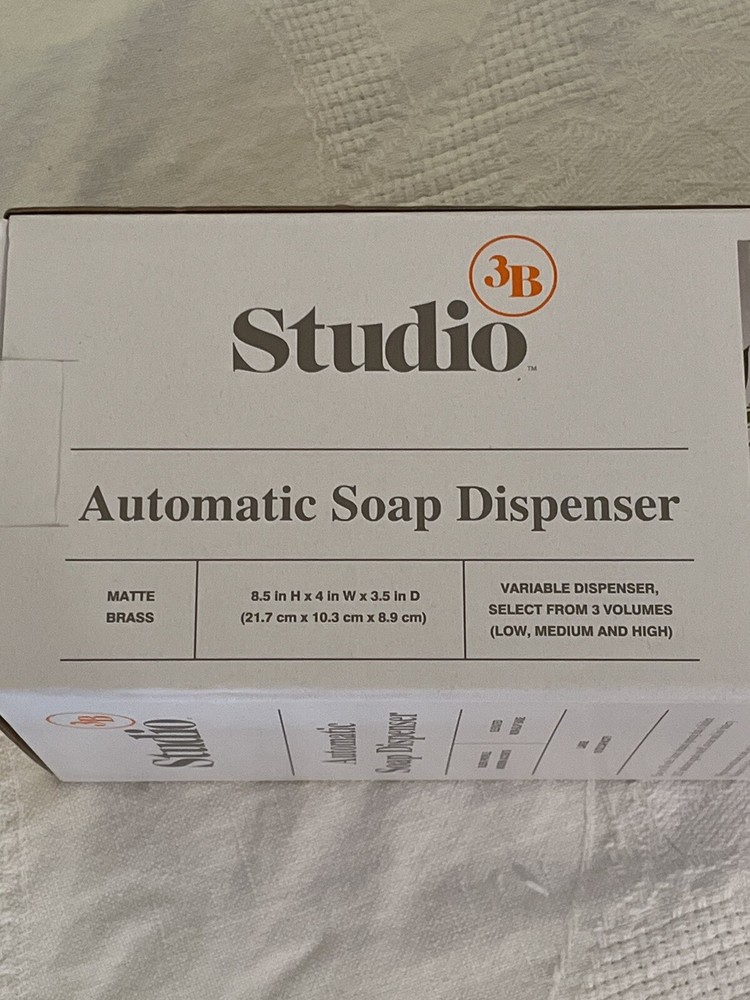 3B
Studio
™
Automatic Soap Dispenser
MATTE
BRASS
8.5 in H x 4 in W x 3.5 in D
(21.7 cm x 10.3 cm x 8.9 cm)
VARIABLE DISPENSER,
SELECT FROM 3 VOLUMES
(LOW, MEDIUM AND HIGH)
3B
Studio
Automatic
Soap Dispenser